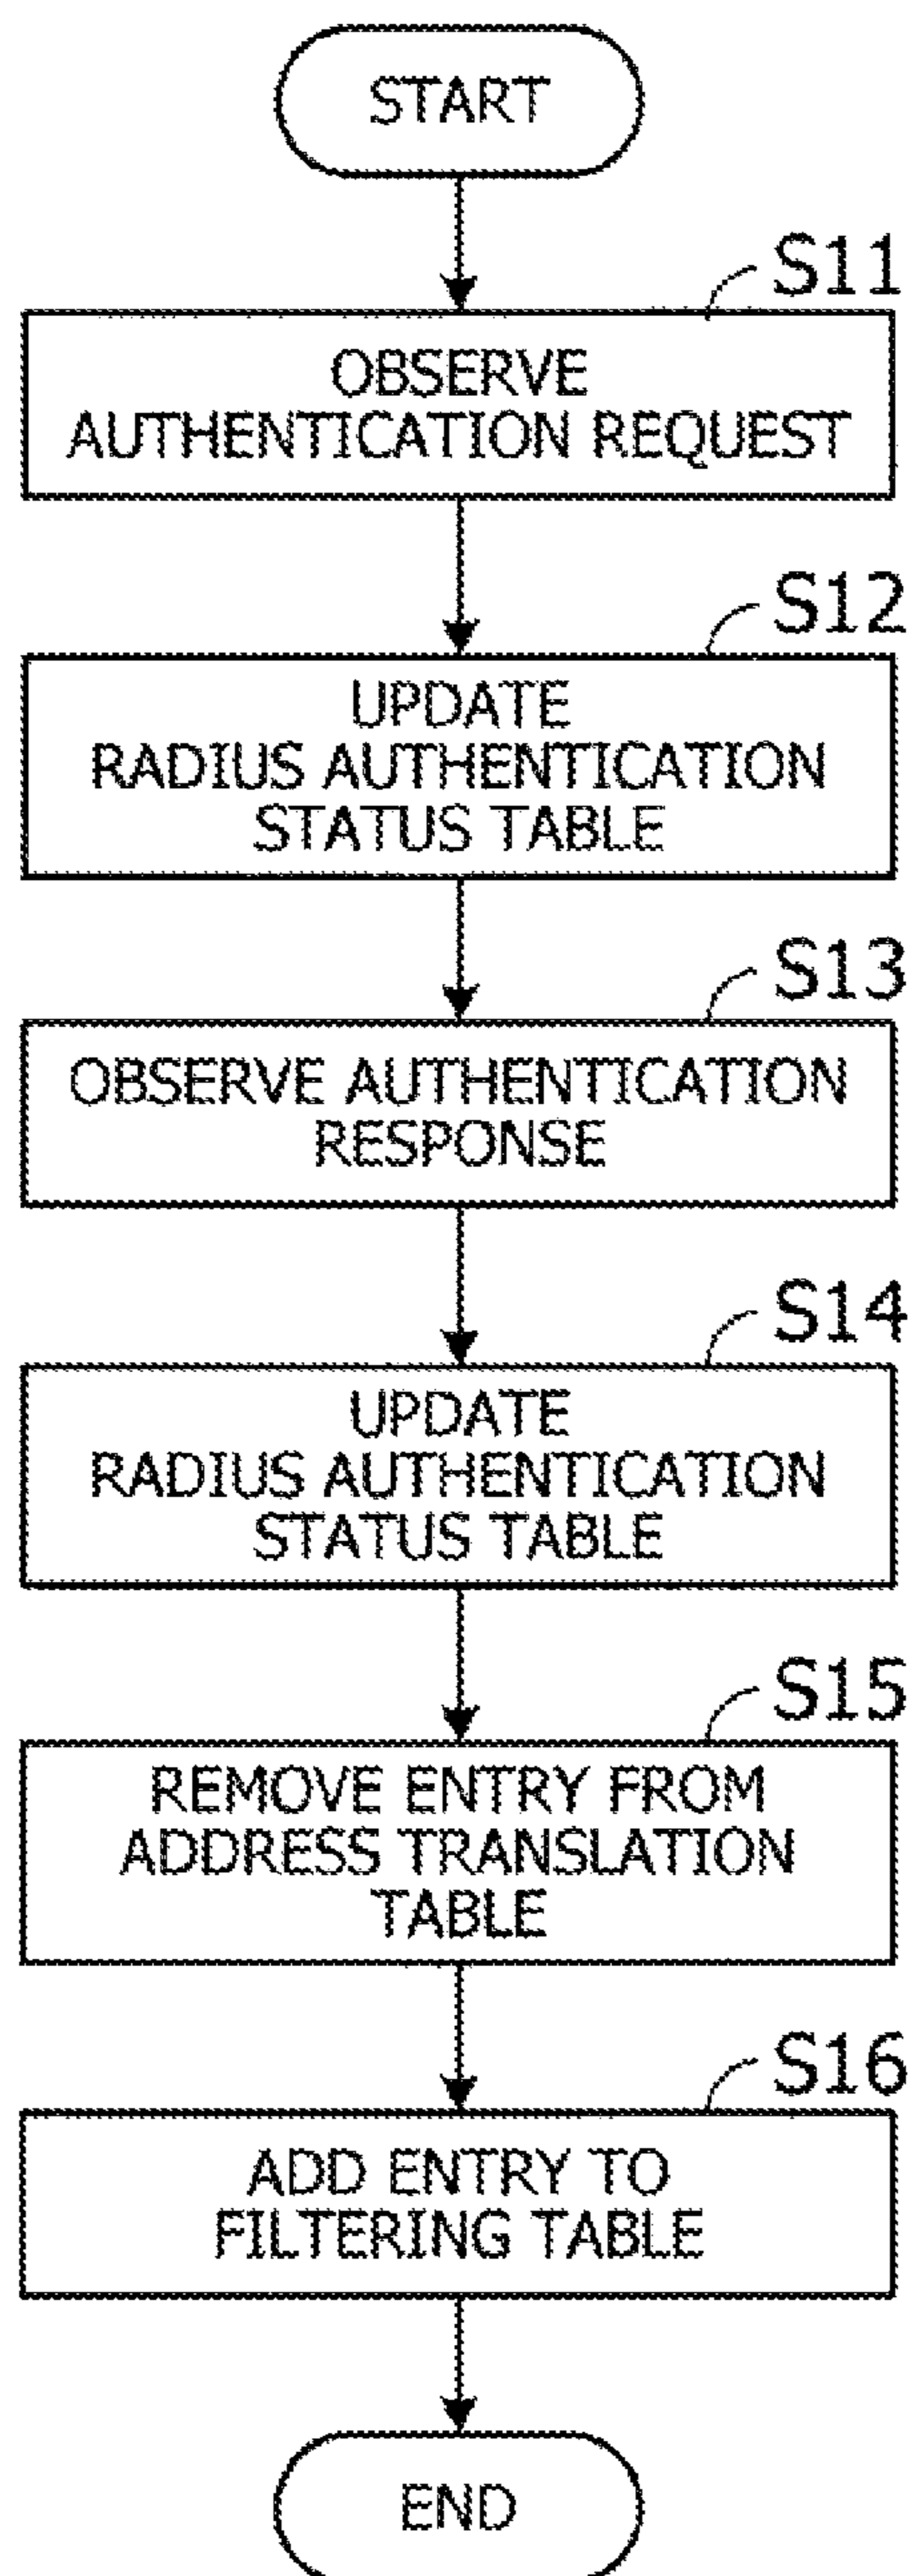 START
S11
OBSERVE
AUTHENTICATION REQUEST
S12
UPDATE
RADIUS AUTHENTICATION
STATUS TABLE
S13
OBSERVE AUTHENTICATION
RESPONSE
S14
UPDATE
RADIUS AUTHENTICATION
STATUS TABLE
S15
REMOVE ENTRY FROM
ADDRESS TRANSLATION
TABLE
S16
ADD ENTRY TO
FILTERING TABLE
END